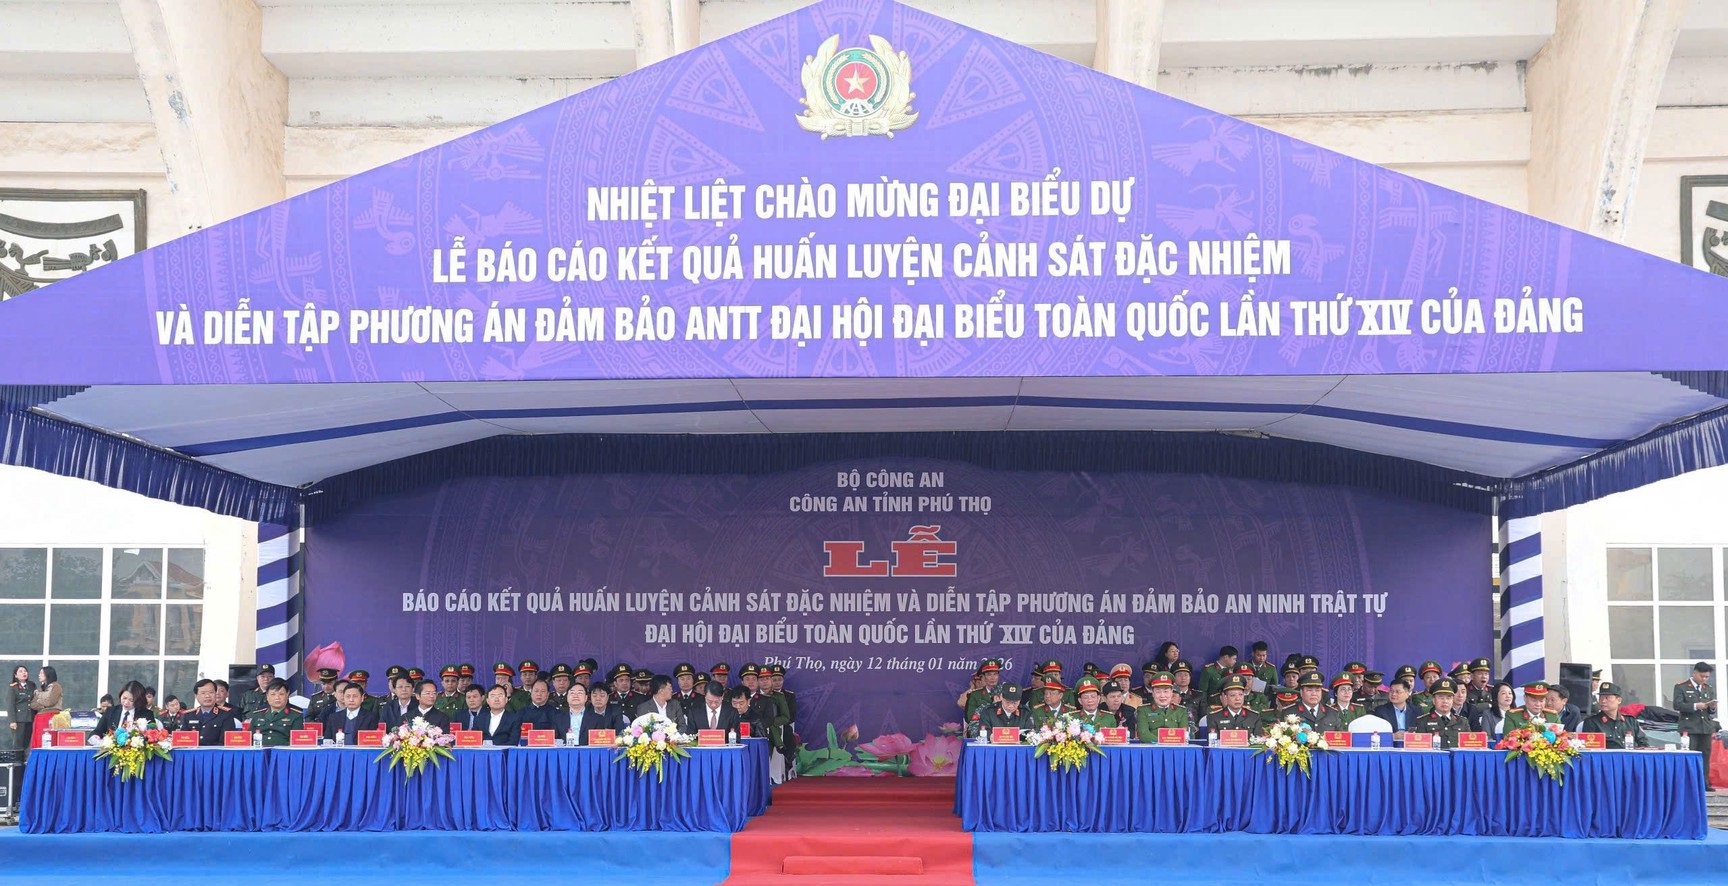 NHIỆT LIỆT CHÀO MỪNG ĐẠI BIỂU DỰ
LỄ BÁO CÁO KẾT QUẢ HUẤN LUYỆN CẢNH SÁT ĐẶC NHIỆM
VÀ DIỄN TẬP PHƯƠNG ÁN ĐẢM BẢO ANTT ĐẠI HỘI ĐẠI BIỂU TOÀN QUỐC LẦN THỨ XIV CỦA ĐẢNG
BỘ CÔNG AN
CÔNG AN TỈNH PHÚ THỌ
LỄ
BÁO CÁO KẾT QUẢ HUẤN LUYỆN CẢNH SÁT ĐẶC NHIỆM VÀ DIỄN TẬP PHƯƠNG ÁN ĐẢM BẢO AN NINH TRẬT TỰ
ĐẠI HỘI ĐẠI BIỂU TOÀN QUỐC LẦN THỨ XIV CỦA ĐẢNG
Phú Thọ, ngày 12 tháng 01 năm 2026